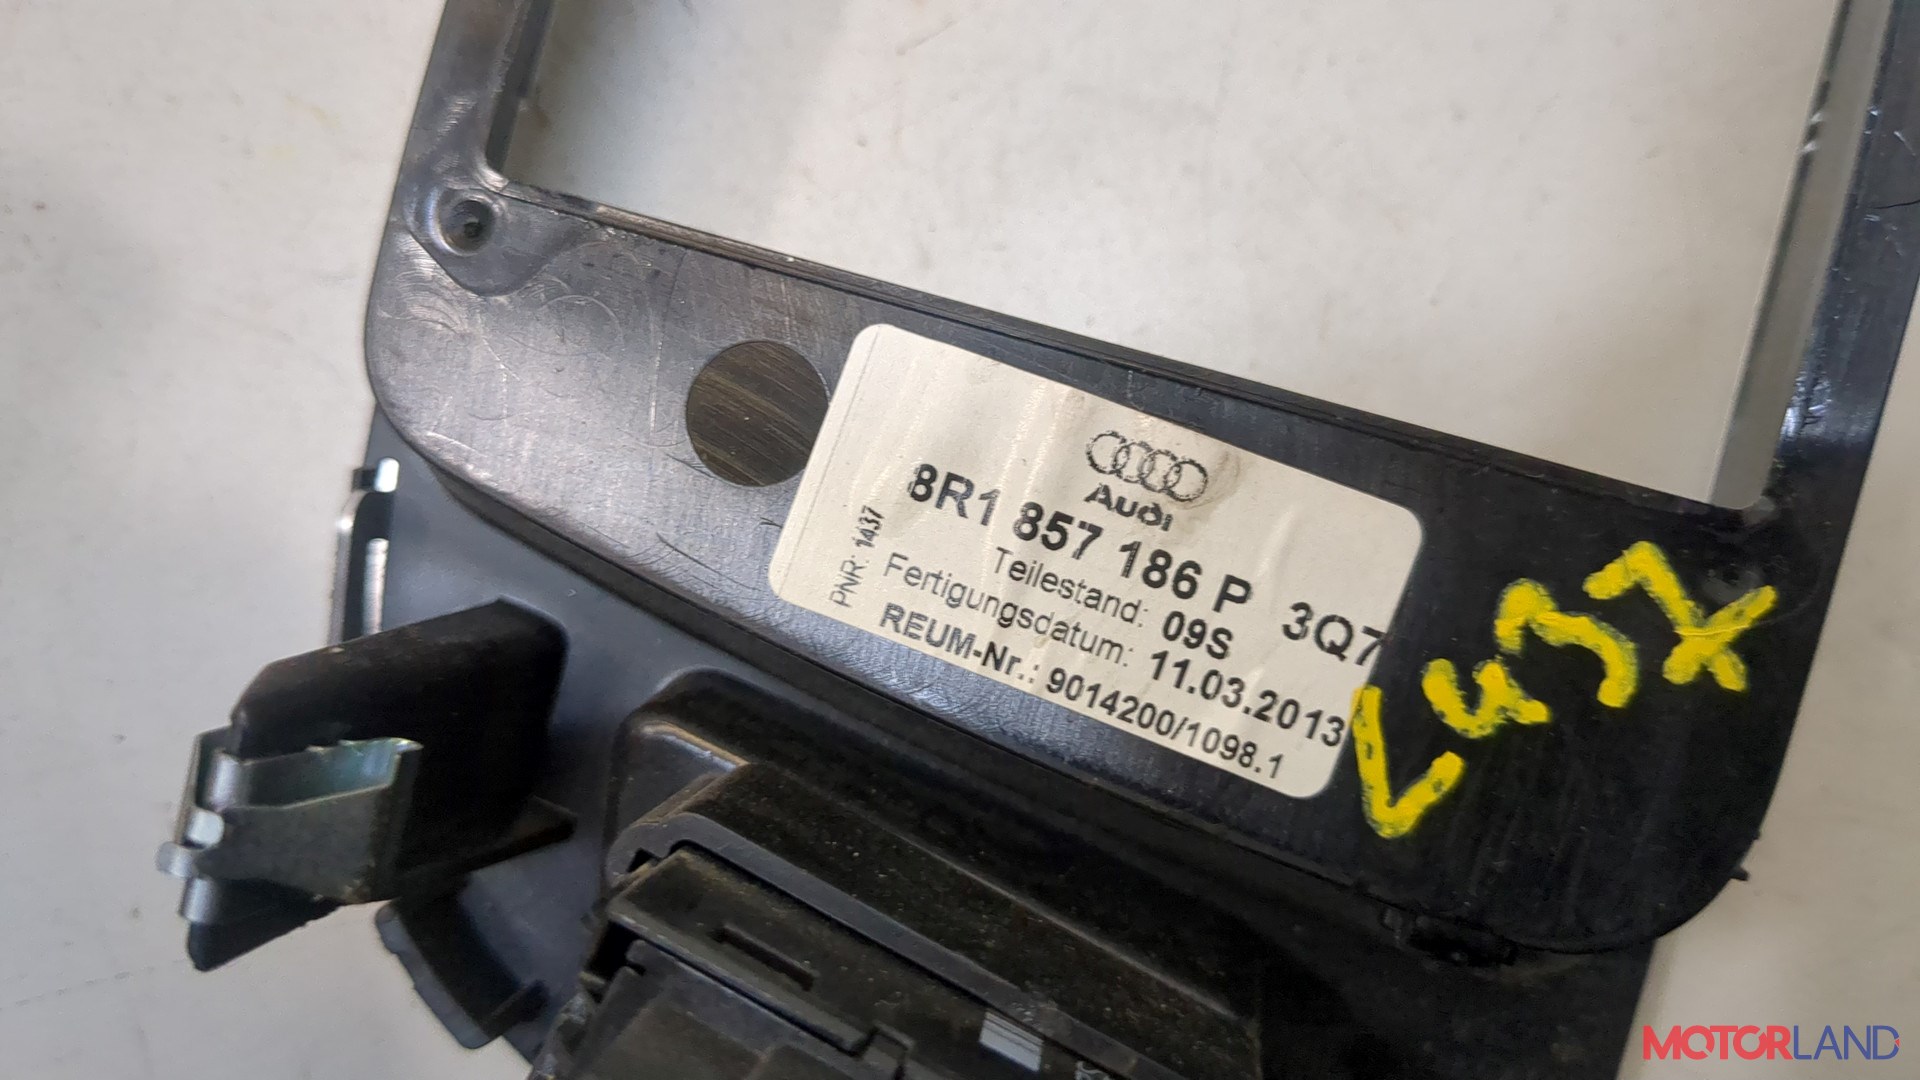 Audi
8R1 857 186 P 3Q7
Teilestand: 09S
Fertigungsdatum: 11.03.2013
REUM-Nr.: 9014200/1098.1
PNR: 1437
MOTORLAND